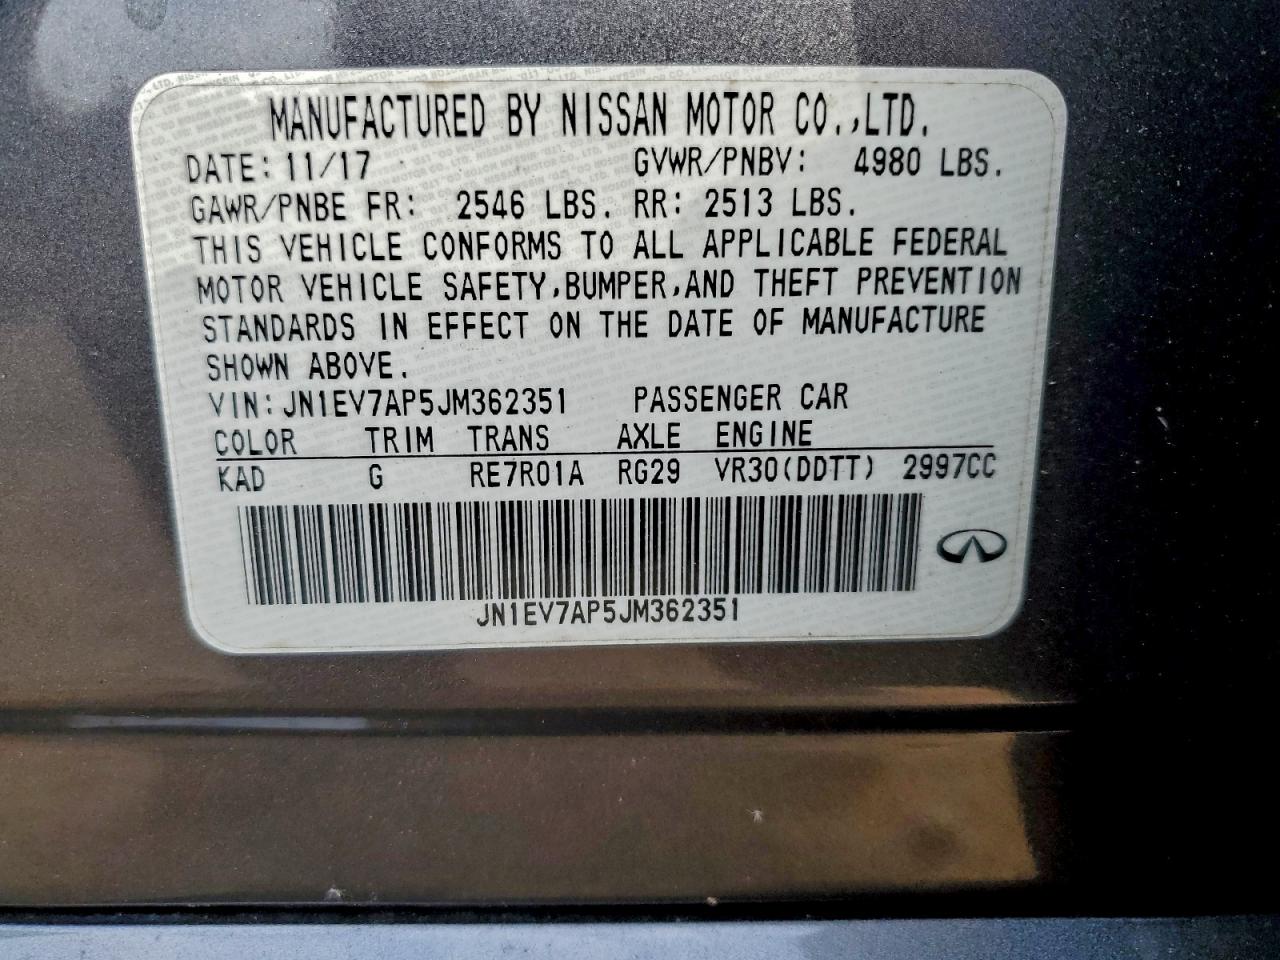 MANUFACTURED BY NISSAN MOTOR CO.,LTD.
DATE: 11/17 GVWR/PNBV: 4980 LBS.
GAWR/PNBE FR: 2546 LBS. RR: 2513 LBS.
THIS VEHICLE CONFORMS TO ALL APPLICABLE FEDERAL
MOTOR VEHICLE SAFETY,BUMPER,AND THEFT PREVENTION
STANDARDS IN EFFECT ON THE DATE OF MANUFACTURE
SHOWN ABOVE.
VIN: JN1EV7AP5JM362351 PASSENGER CAR
COLOR TRIM TRANS AXLE ENGINE
KAD G RE7R01A RG29 VR30(DDTT) 2997CC
JN1EV7AP5JM362351